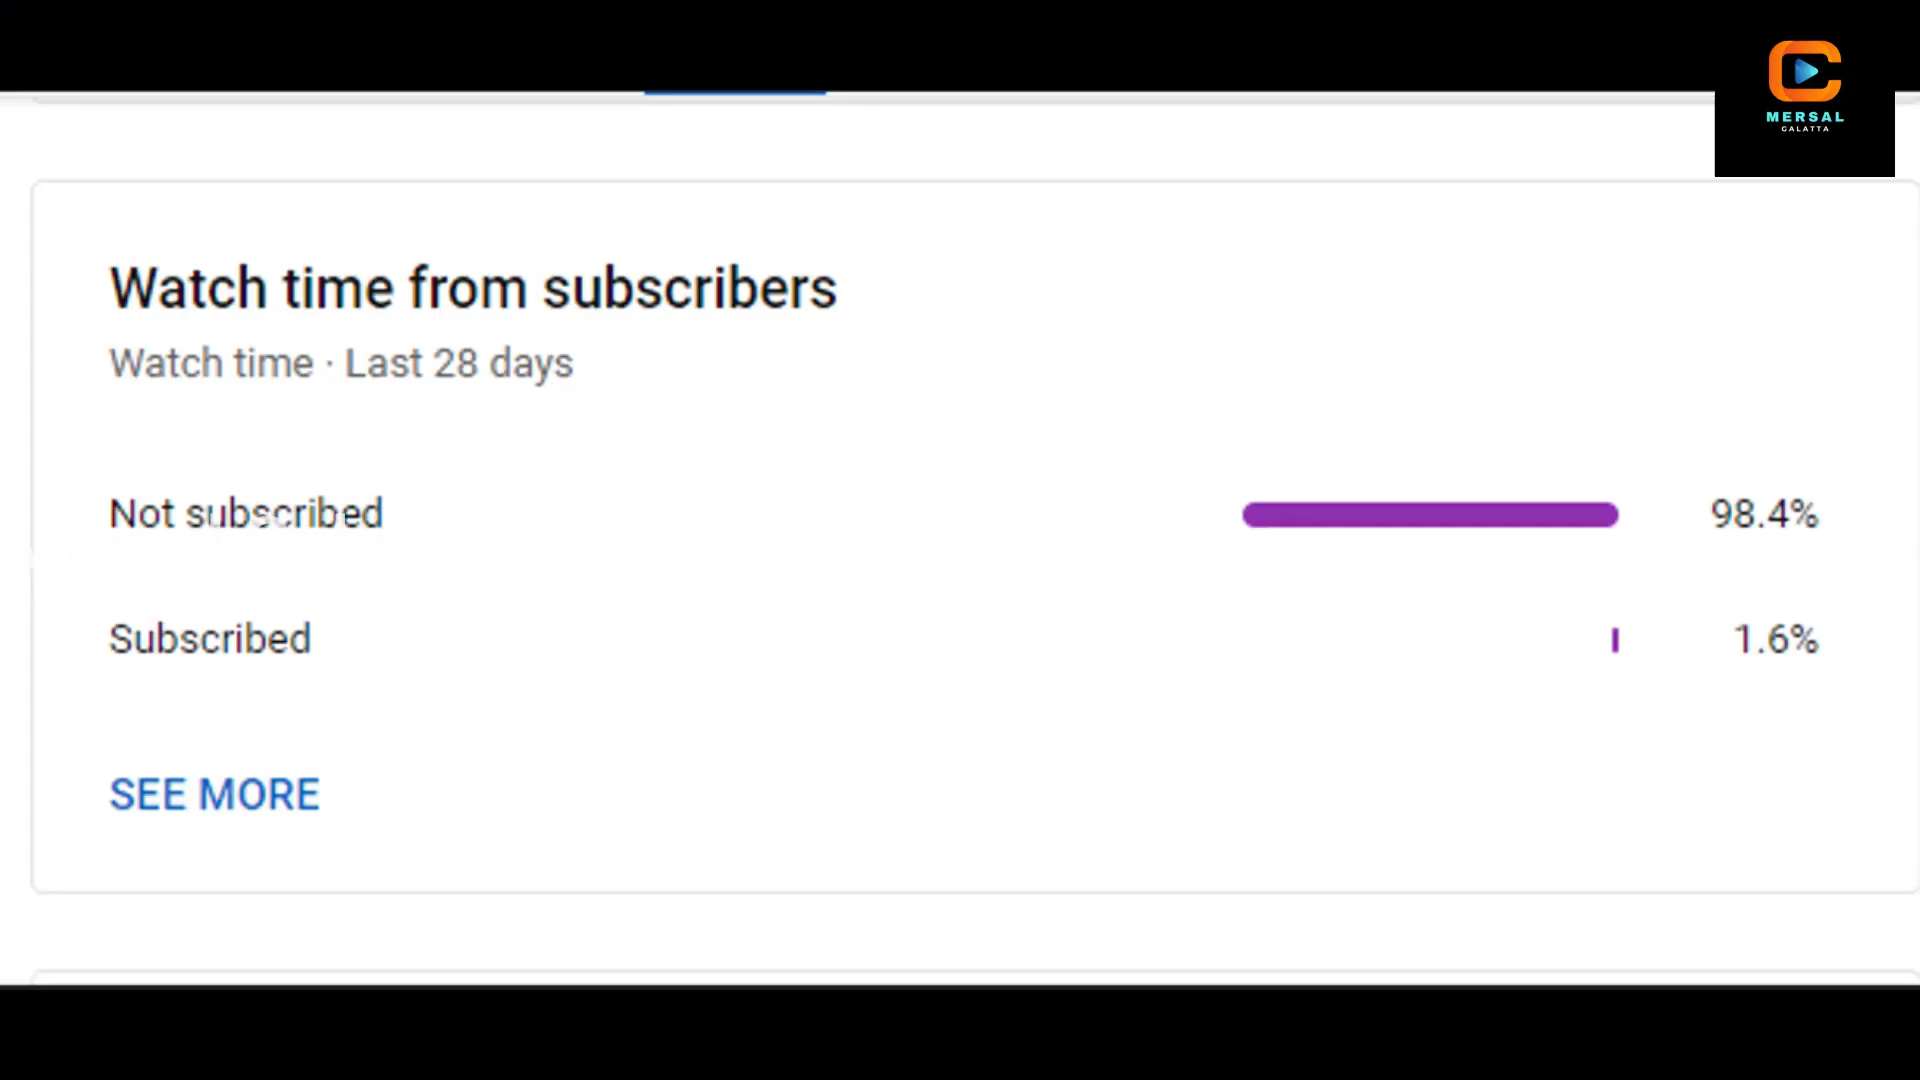 MERSAL
GALATTA
Watch time from subscribers
Watch time · Last 28 days
Not subscribed 98.4%
Subscribed 1.6%
SEE MORE